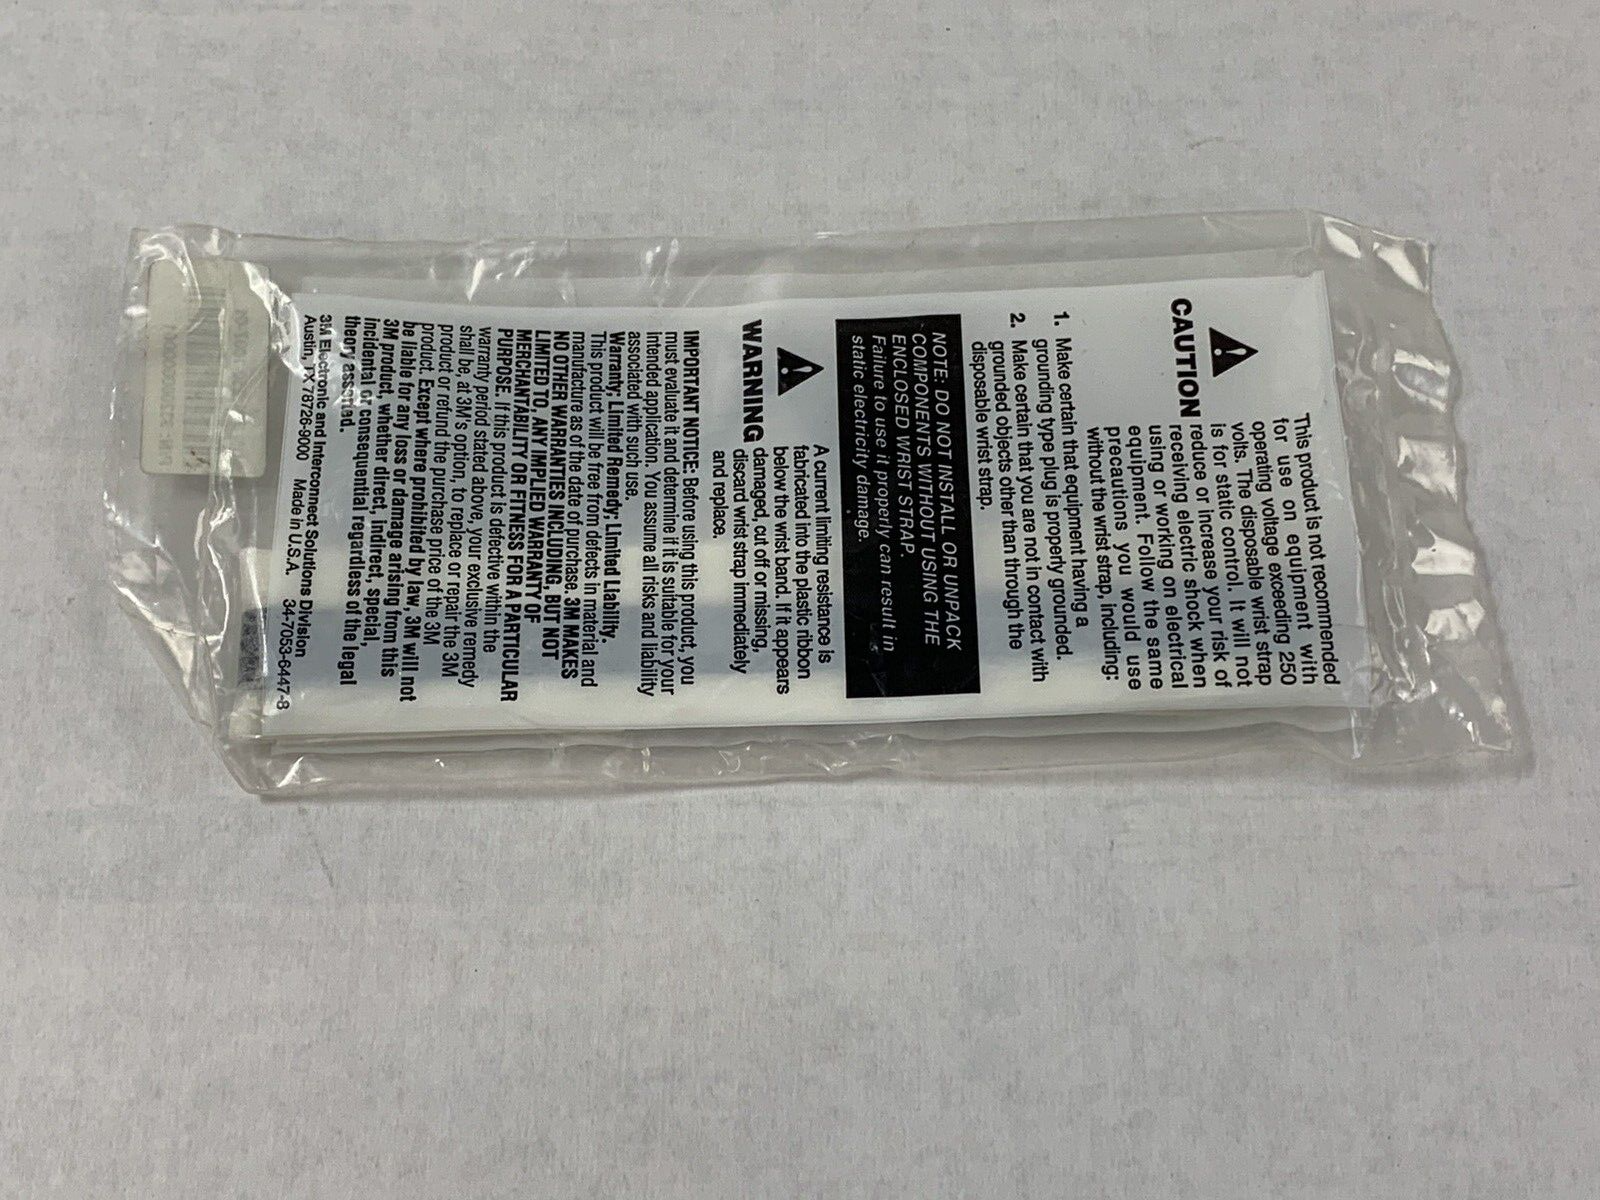 This product is not recommended
for use on equipment with
operating voltage exceeding 250
volts. The disposable wrist strap
is for static control. It will not
CAUTION reduce or increase your risk of
receiving electric shock when
using or working on electrical
equipment. Follow the same
precautions you would use
without the wrist strap, including:
1. Make certain that equipment having a
grounding type plug is properly grounded.
2. Make certain that you are not in contact with
grounded objects other than through the
disposable wrist strap.
NOTE: DO NOT INSTALL OR UNPACK
COMPONENTS WITHOUT USING THE
ENCLOSED WRIST STRAP.
Failure to use it properly can result in
static electricity damage.
A current limiting resistance is
fabricated into the plastic ribbon
below the wrist band. If it appears
WARNING damaged, cut off or missing,
discard wrist strap immediately
and replace.
IMPORTANT NOTICE: Before using this product, you
must evaluate it and determine if it is suitable for your
intended application. You assume all risks and liability
associated with such use.
Warranty; Limited Remedy; Limited Liability.
This product will be free from defects in material and
manufacture as of the date of purchase. 3M MAKES
NO OTHER WARRANTIES INCLUDING, BUT NOT
LIMITED TO, ANY IMPLIED WARRANTY OF
MERCHANTABILITY OR FITNESS FOR A PARTICULAR
PURPOSE. If this product is defective within the
warranty period stated above, your exclusive remedy
shall be, at 3M's option, to replace or repair the 3M
product or refund the purchase price of the 3M
product. Except where prohibited by law, 3M will not
be liable for any loss or damage arising from this
3M product, whether direct, indirect, special,
incidental or consequential regardless of the legal
theory asserted.
3M Electronic and Interconnect Solutions Division
Austin, TX 78726-9000 Made in U.S.A. 34-7053-6447-8